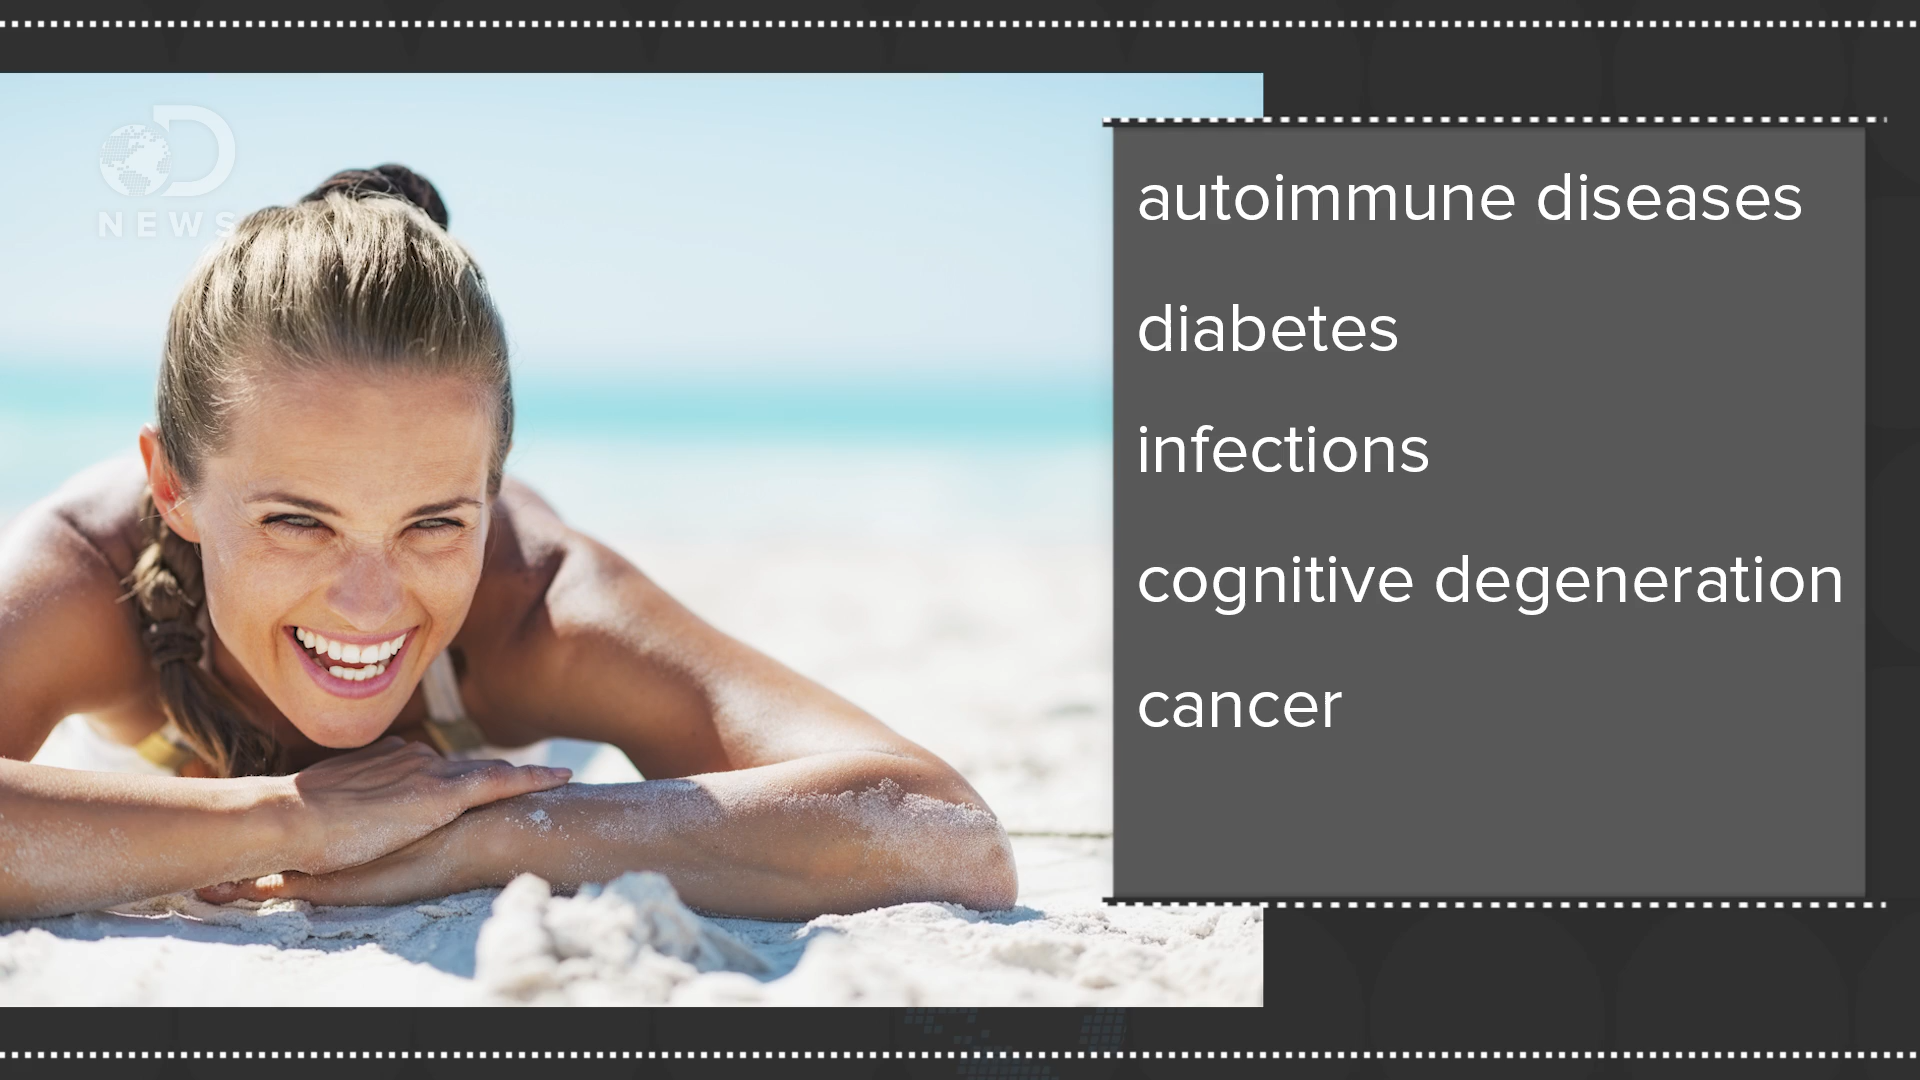 D
NEWS
autoimmune diseases
diabetes
infections
cognitive degeneration
cancer